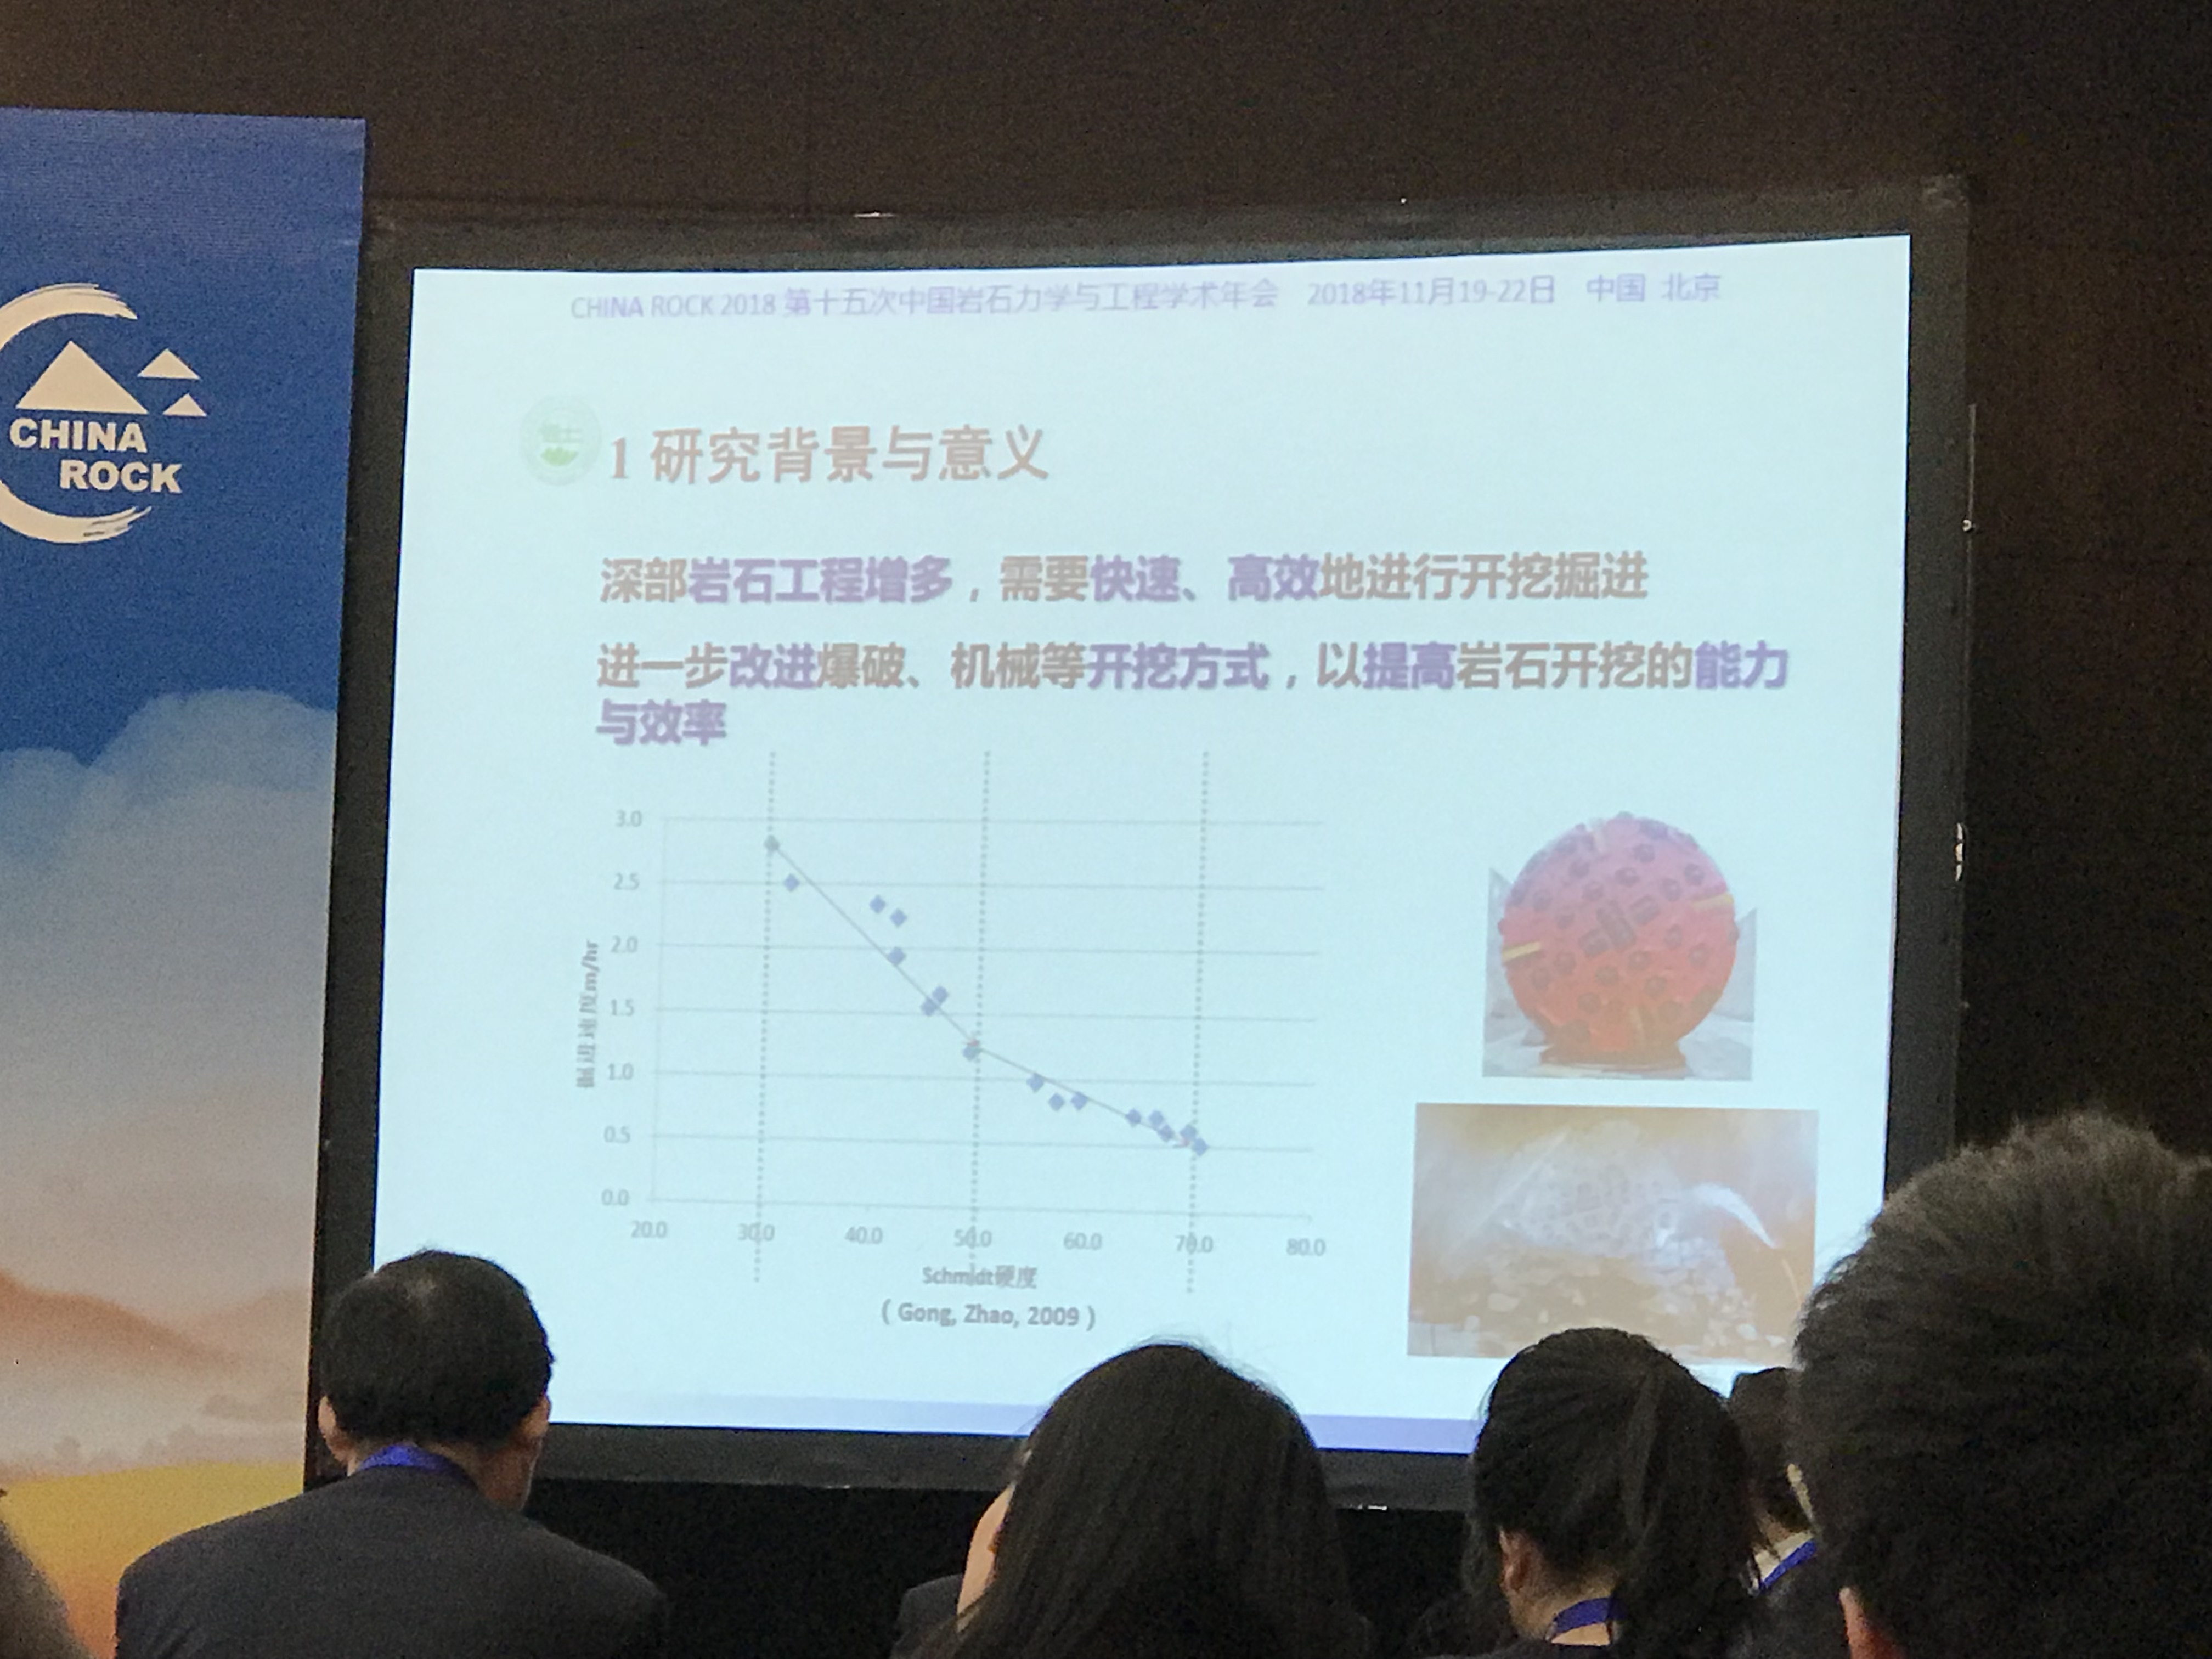 CHINA
ROCK
CHINA ROCK 2018 第十五次中国岩石力学与工程学术年会 2018年11月19-22日 中国 北京
1 研究背景与意义
深部岩石工程增多，需要快速、高效地进行开挖掘进
进一步改进爆破、机械等开挖方式，以提高岩石开挖的能力
与效率
3.0
2.5
2.0
1.5
1.0
0.5
0.0
掘进速度m/hr
20.0 30.0 40.0 50.0 60.0 70.0 80.0
Schmidt硬度
( Gong, Zhao, 2009 )